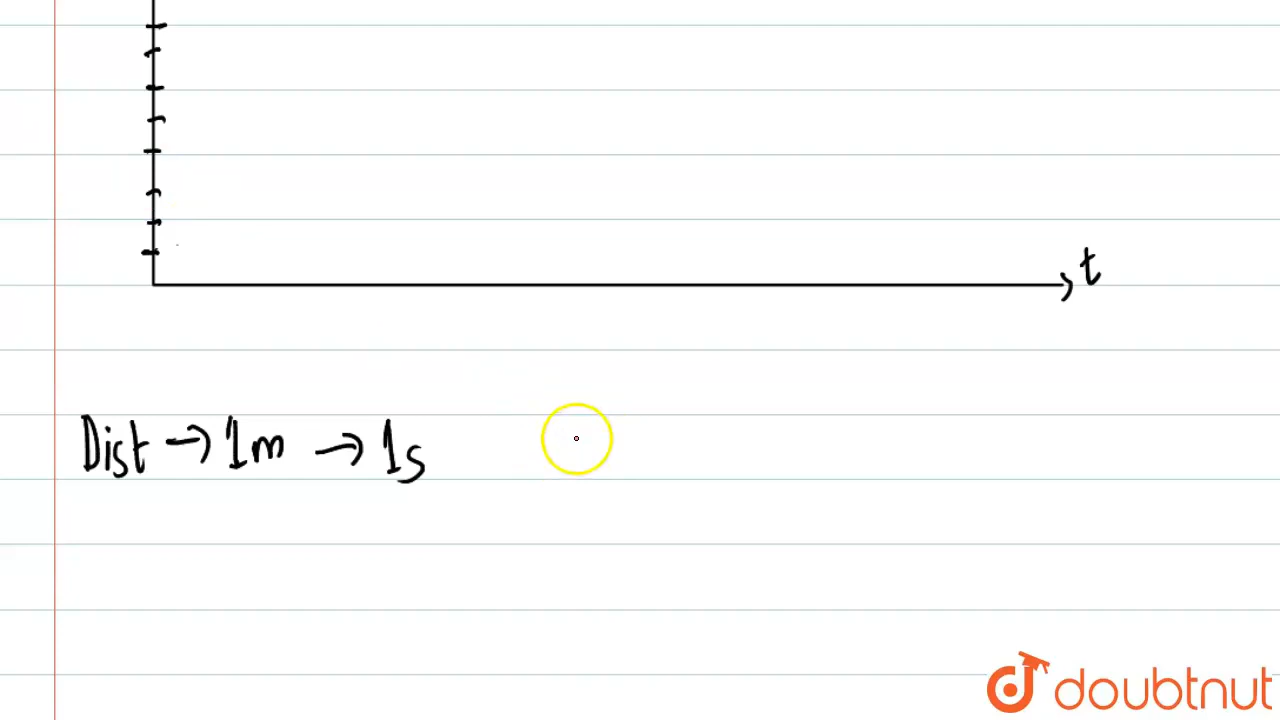 t
Dist → 1m → 1s
doubtnut